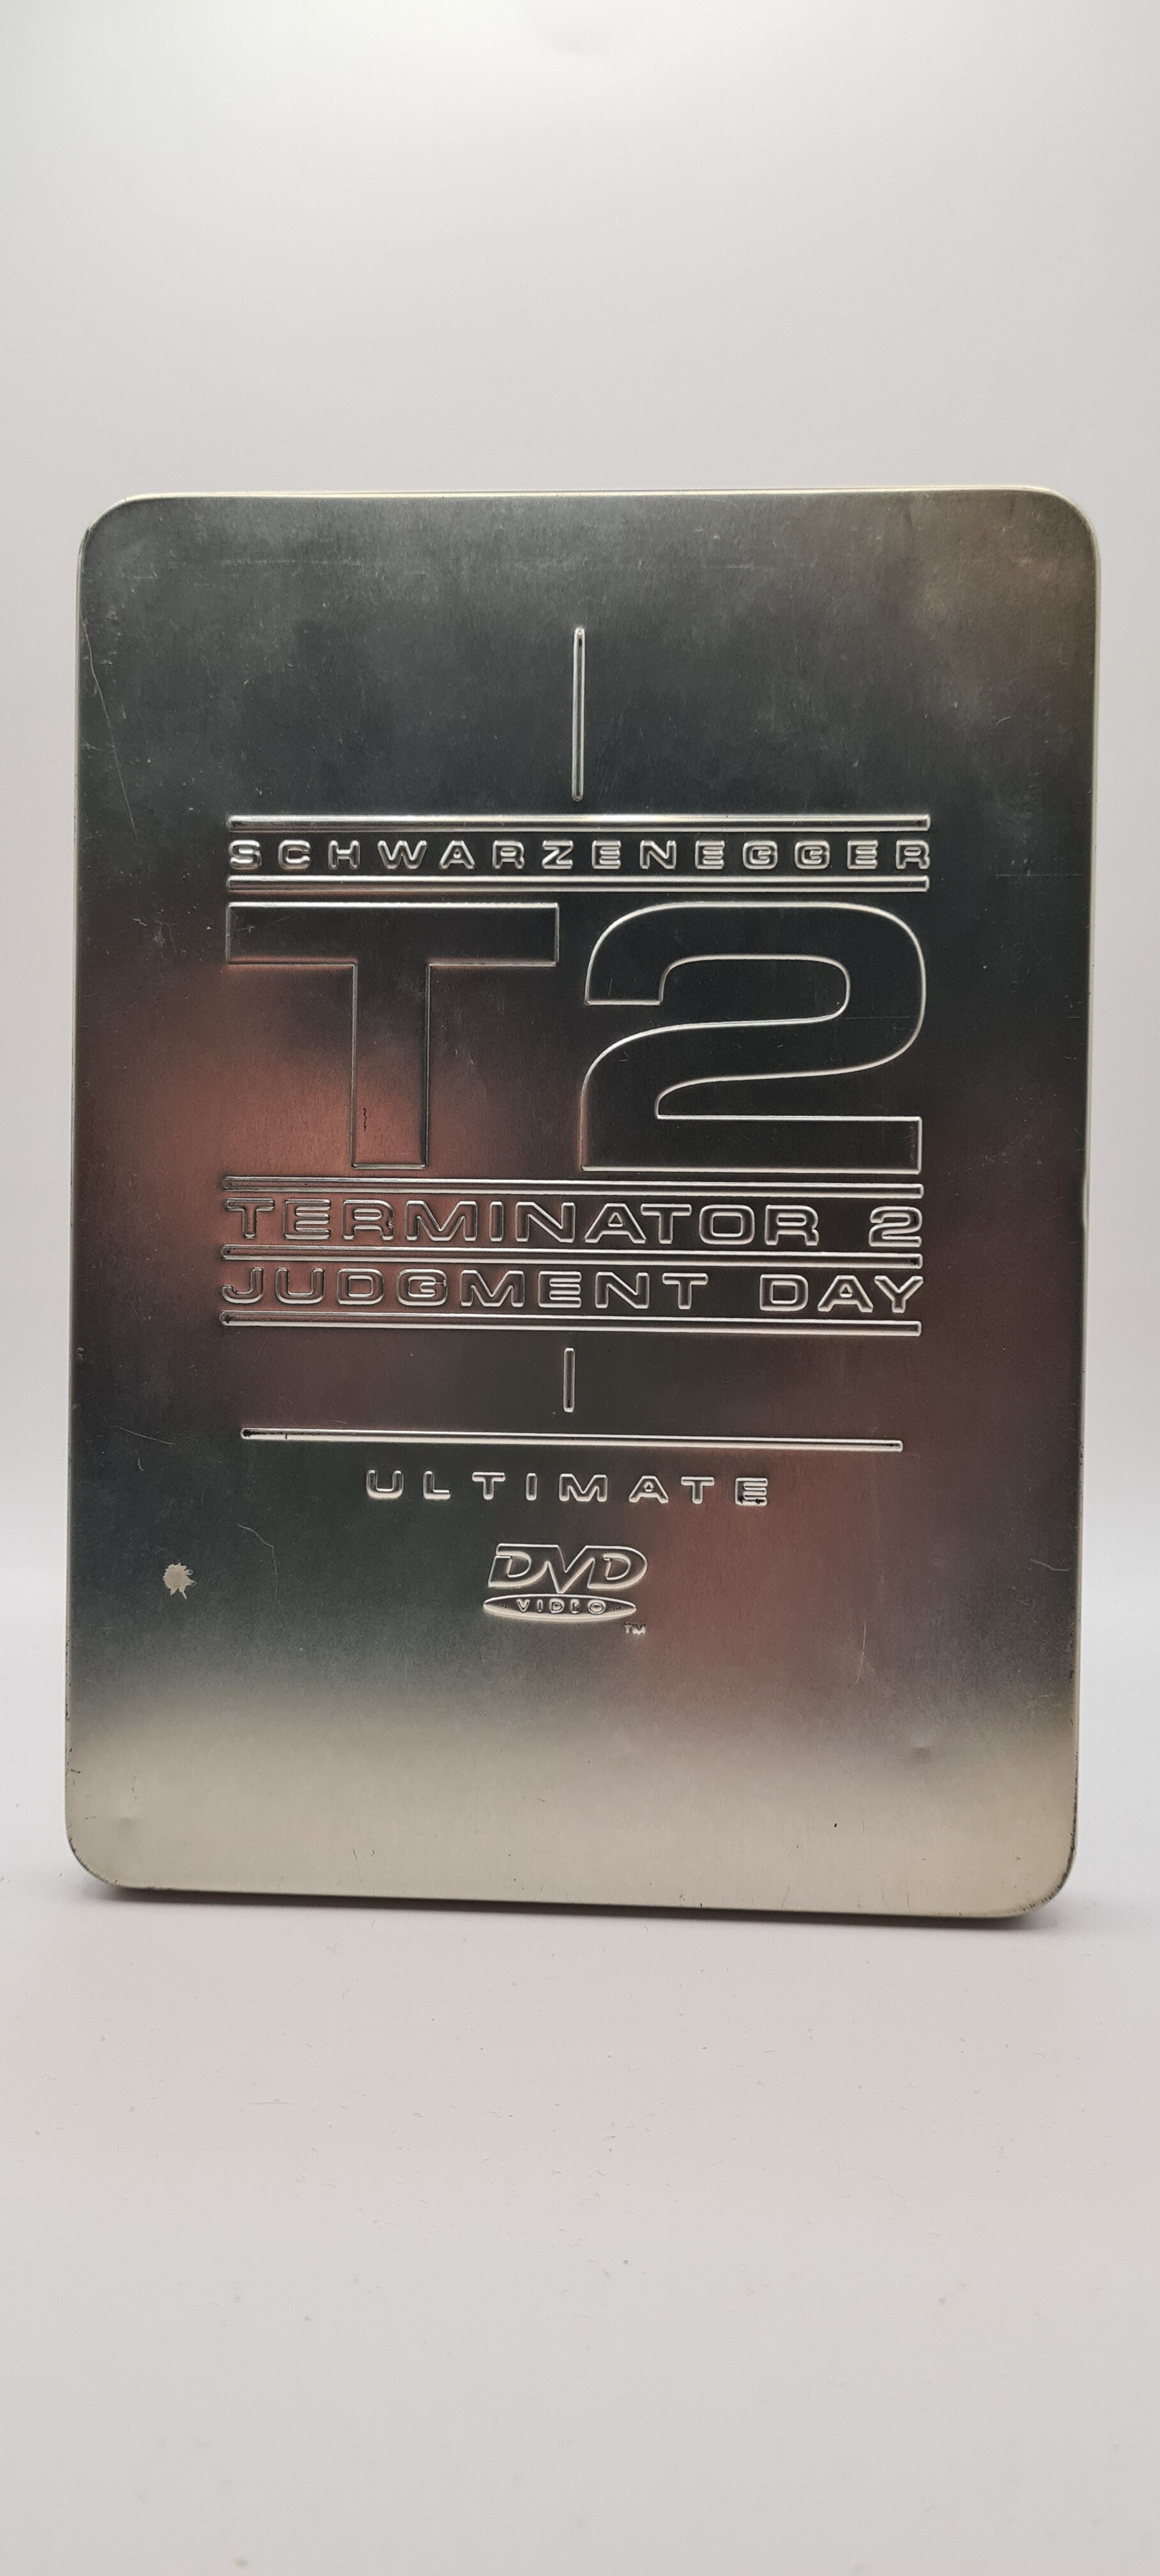 SCHWARZENEGGER
T2
TERMINATOR 2
JUDGMENT DAY
ULTIMATE
DVD
VIDEO
TM